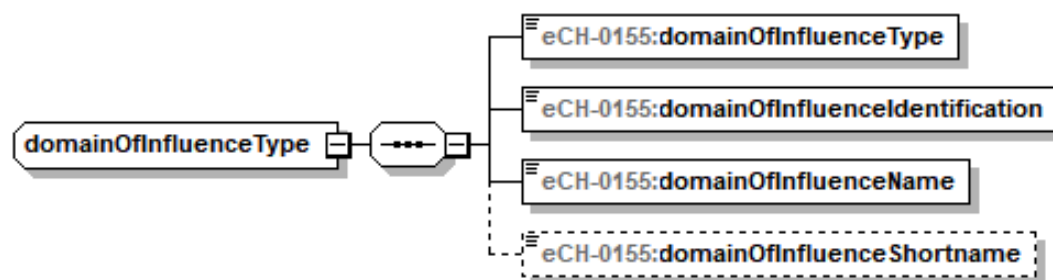 eCH-0155:domainOfInfluenceType
eCH-0155:domainOfInfluenceIdentification
domainOfInfluenceType
eCH-0155:domainOfInfluenceName
eCH-0155:domainOfInfluenceShortname